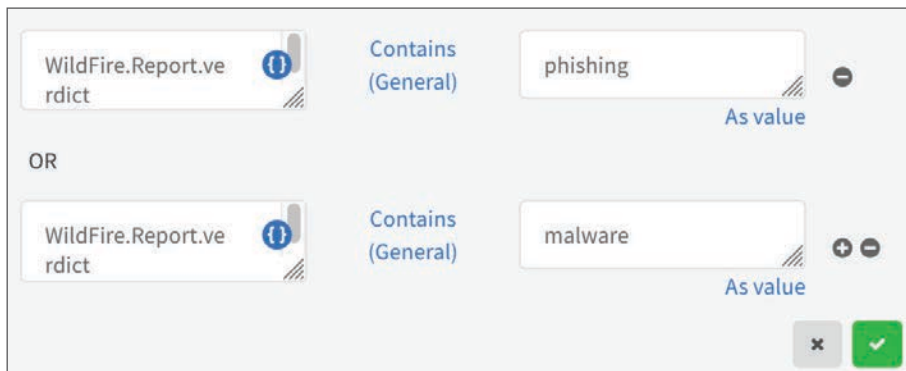 WildFire.Report.ve
rdict
{}
Contains
(General)
phishing
As value
OR
WildFire.Report.ve
rdict
{}
Contains
(General)
malware
As value